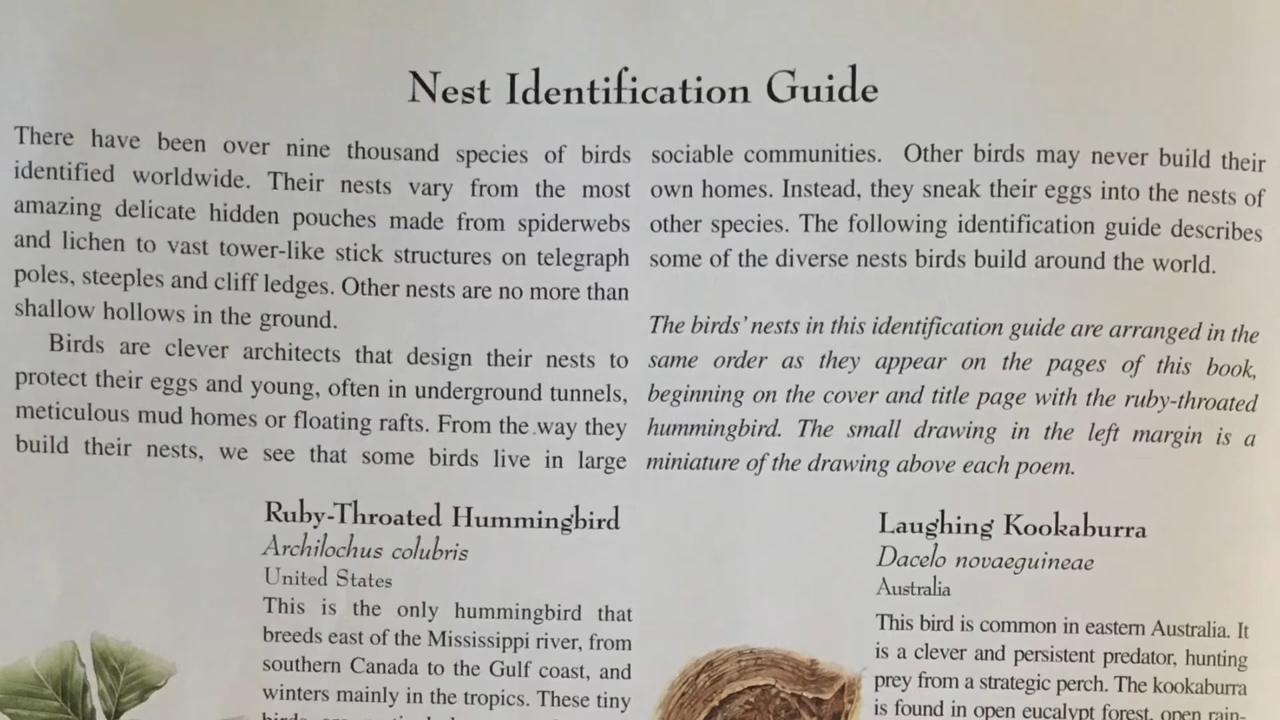 Nest Identification Guide
There have been over nine thousand species of birds
identified worldwide. Their nests vary from the most
amazing delicate hidden pouches made from spiderwebs
and lichen to vast tower-like stick structures on telegraph
poles, steeples and cliff ledges. Other nests are no more than
shallow hollows in the ground.
Birds are clever architects that design their nests to
protect their eggs and young, often in underground tunnels,
meticulous mud homes or floating rafts. From the way they
build their nests, we see that some birds live in large
sociable communities. Other birds may never build their
own homes. Instead, they sneak their eggs into the nests of
other species. The following identification guide describes
some of the diverse nests birds build around the world.
The birds' nests in this identification guide are arranged in the
same order as they appear on the pages of this book,
beginning on the cover and title page with the ruby-throated
hummingbird. The small drawing in the left margin is a
miniature of the drawing above each poem.
Ruby-Throated Hummingbird
Archilochus colubris
United States
This is the only hummingbird that
breeds east of the Mississippi river, from
southern Canada to the Gulf coast, and
winters mainly in the tropics. These tiny
Laughing Kookaburra
Dacelo novaeguineae
Australia
This bird is common in eastern Australia. It
is a clever and persistent predator, hunting
prey from a strategic perch. The kookaburra
is found in open eucalypt forest, open rain-